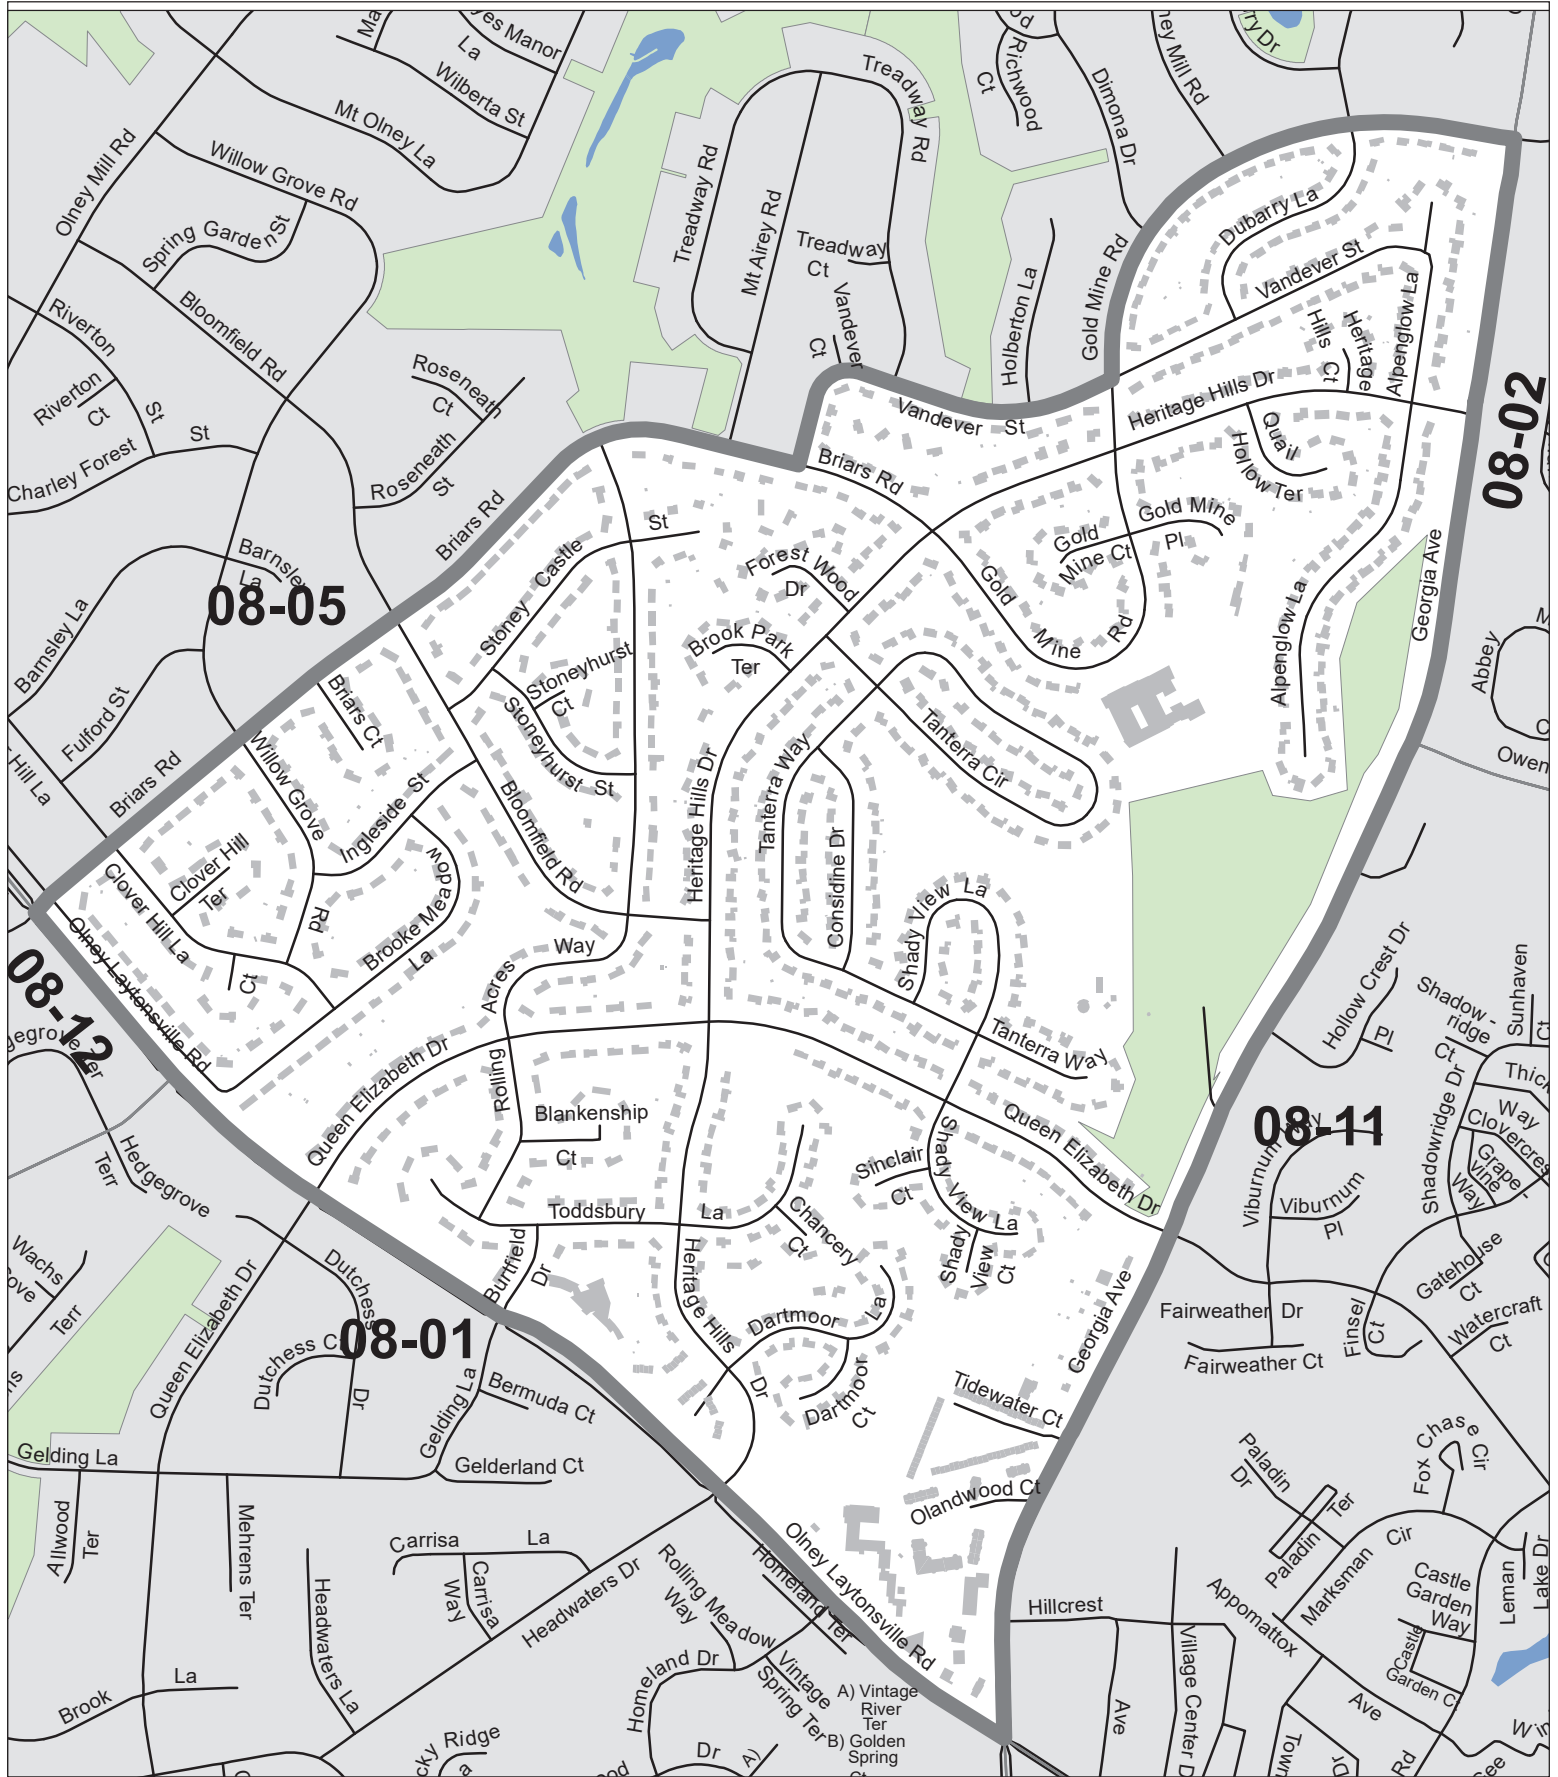 Wilberta St
Mt Olney La
Olney Mill Rd
Willow Grove Rd
Spring Garden St
Treadway Rd
Treadway Rd
Mt Airey Rd
Treadway
Ct
Vandever
Ct
Richwood
Ct
Dimona Dr
Holberton La
Gold Mine Rd
Dubarry La
Vandever St
Alpenglow La
Heritage
Hills Ct
Heritage Hills Dr
Quail
Hollow Ter
08-02
Riverton
St
Riverton
Ct
Charley Forest
St
Bloomfield Rd
Roseneath
Ct
Roseneath
St
Briars Rd
Vandever St
Briars Rd
Barnsley
La
08-05
Barnsley La
Fulford St
Hill La
Briars Rd
Stoney Castle
St
Forest Wood
Dr
Brook Park
Ter
Stoneyhurst
Ct
Stoneyhurst St
Gold Mine Rd
Gold
Mine Ct
Gold Mine
Pl
Alpenglow La
Georgia Ave
Abbey
Owen
Briars Ct
Willow Grove
Rd
Ingleside St
Bloomfield Rd
Heritage Hills Dr
Tanterra Way
Tanterra Cir
Considine Dr
Clover Hill
Ter
Clover Hill La
Ct
Brooke Meadow
La
Olney Laytonsville Rd
08-12
Acres
Way
Rolling
Shady View La
Tanterra Way
Queen Elizabeth Dr
Queen Elizabeth Dr
Blankenship
Ct
Toddsbury
La
Burtfield
Dr
Chancery
Ct
Sinclair
Ct
Shady View La
Shady
View
Ct
Heritage Hills
Dr
Dartmoor
La
Dartmoor
Ct
Georgia Ave
Tidewater Ct
Olandwood Ct
Olney Laytonsville Rd
Hollow Crest Dr
Pl
Shadow-
ridge
Ct
Sunhaven
Ct
Shadowridge Dr
Way
Grape-
vine
Way
08-11
Viburnum
Pl
Gatehouse
Ct
Watercraft
Ct
Fairweather Dr
Fairweather Ct
Finsel
Ct
Hedgegrove
Terr
Wachs
Terr
Dutchess
Dr
08-01
Queen Elizabeth Dr
Gelding La
Gelding La
Bermuda Ct
Gelderland Ct
Allwood
Ter
Mehrens Ter
Headwaters La
Carrisa
La
Carrisa
Way
Headwaters Dr
Rolling Meadow
Way
Homeland Ter
Homeland Dr
Vintage
Spring Ter
A) Vintage
River
Ter
B) Golden
Spring
Brook
La
Dr
A)
Hillcrest
Ave
Village Center D
Fox Chase Cir
Paladin
Dr
Paladin
Ter
Marksman
Cir
Appomattox
Ave
Castle
Garden
Way
Castle
Leman
Lake Dr
Town
Dr
Rd